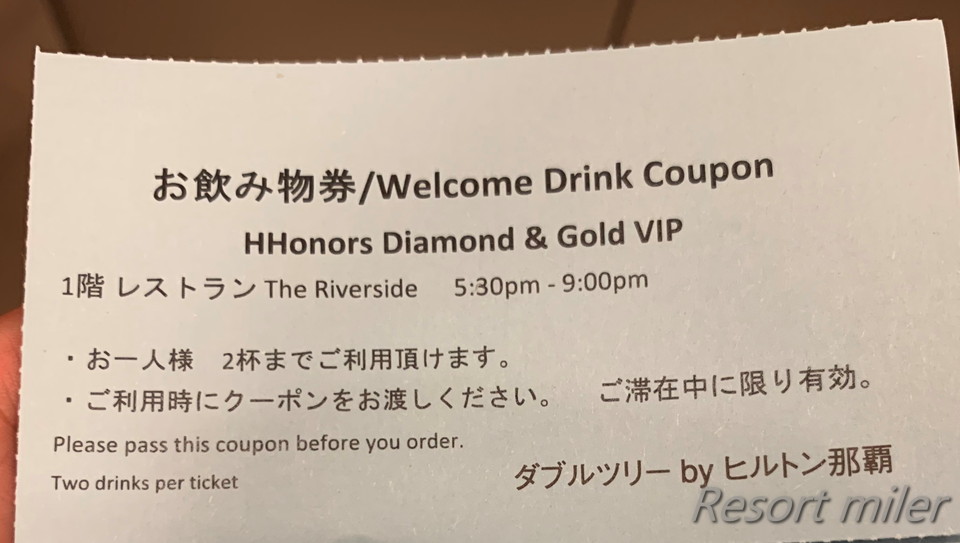 お飲み物券/Welcome Drink Coupon
HHonors Diamond & Gold VIP
1階 レストラン The Riverside 5:30pm - 9:00pm
・お一人様 2杯までご利用頂けます。
・ご利用時にクーポンをお渡しください。 ご滞在中に限り有効。
Please pass this coupon before you order.
Two drinks per ticket
ダブルツリー by ヒルトン那覇
Resort miler